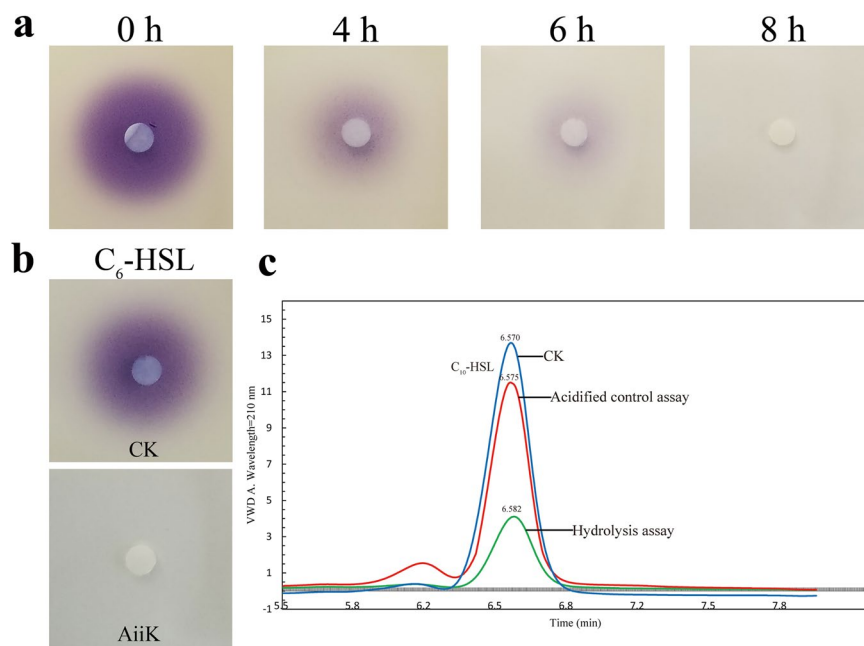 a
0 h 4 h 6 h 8 h
b
C₆-HSL
CK
AiiK
c
15
13
11
9
7
5
3
1
-1
VWD A. Wavelength=210 nm
6.570
CK
C₁₀-HSL
6.575
Acidified control assay
6.582
Hydrolysis assay
5.5 5.8 6.2 6.5 6.8 7.2 7.5 7.8
Time (min)